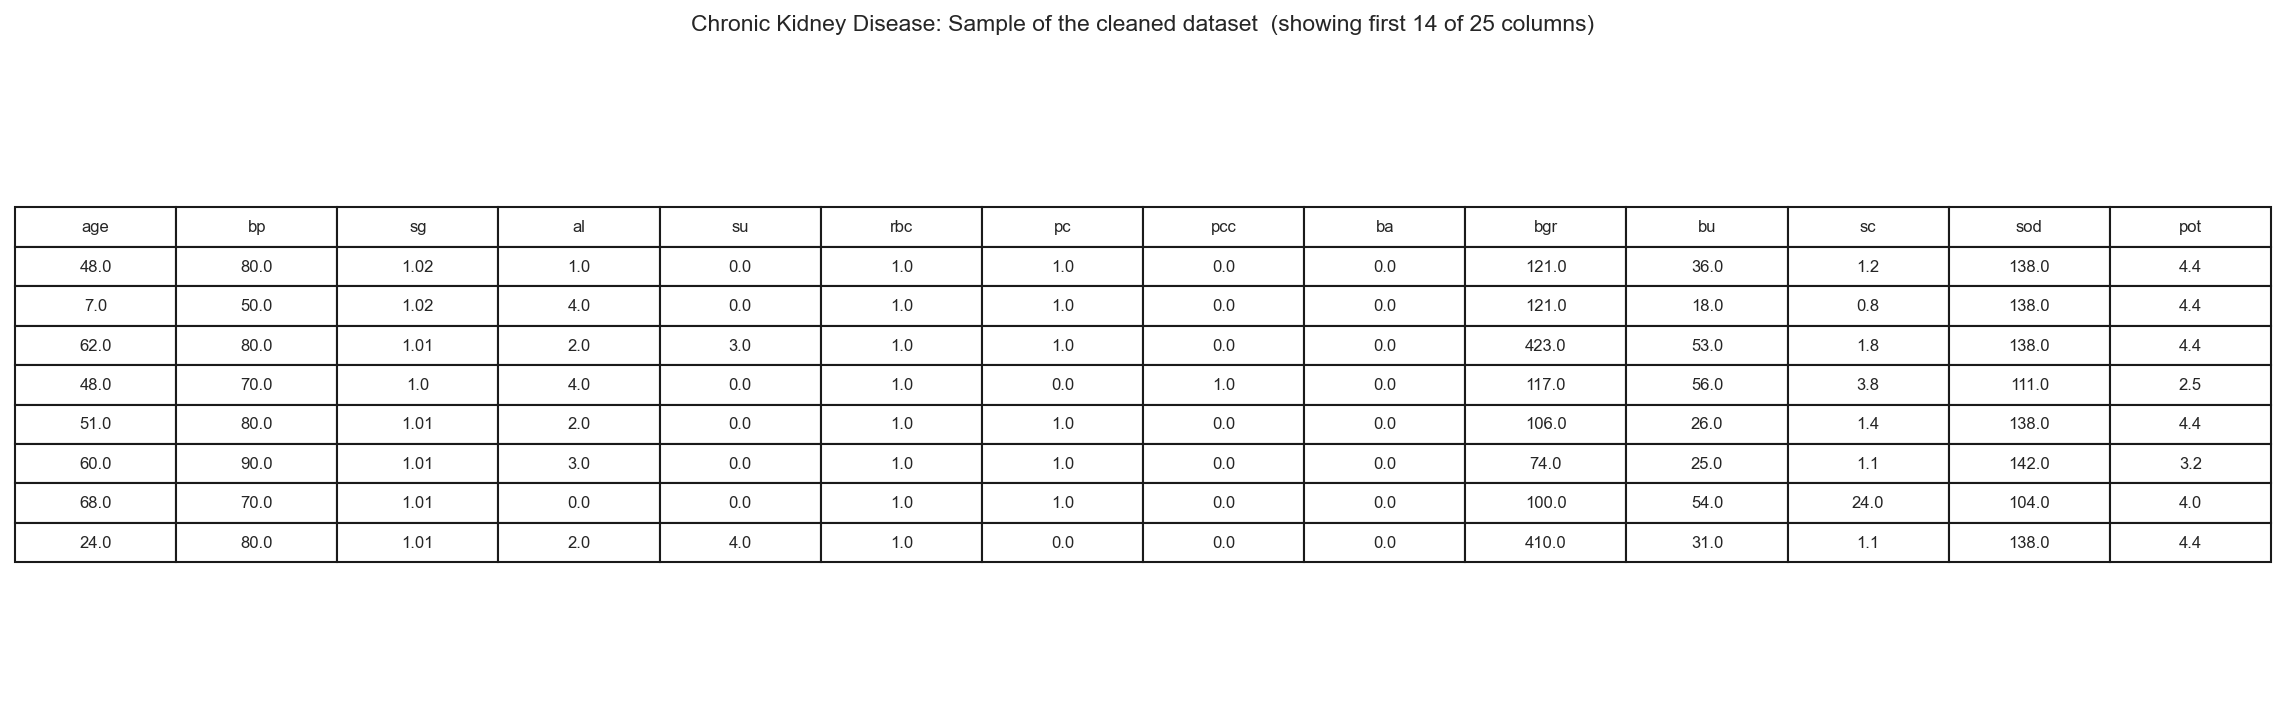 Chronic Kidney Disease: Sample of the cleaned dataset  (showing first 14 of 25 columns)
age bp sg al su rbc pc pcc ba bgr bu sc sod pot
48.0 80.0 1.02 1.0 0.0 1.0 1.0 0.0 0.0 121.0 36.0 1.2 138.0 4.4
7.0 50.0 1.02 4.0 0.0 1.0 1.0 0.0 0.0 121.0 18.0 0.8 138.0 4.4
62.0 80.0 1.01 2.0 3.0 1.0 1.0 0.0 0.0 423.0 53.0 1.8 138.0 4.4
48.0 70.0 1.0 4.0 0.0 1.0 0.0 1.0 0.0 117.0 56.0 3.8 111.0 2.5
51.0 80.0 1.01 2.0 0.0 1.0 1.0 0.0 0.0 106.0 26.0 1.4 138.0 4.4
60.0 90.0 1.01 3.0 0.0 1.0 1.0 0.0 0.0 74.0 25.0 1.1 142.0 3.2
68.0 70.0 1.01 0.0 0.0 1.0 1.0 0.0 0.0 100.0 54.0 24.0 104.0 4.0
24.0 80.0 1.01 2.0 4.0 1.0 0.0 0.0 0.0 410.0 31.0 1.1 138.0 4.4